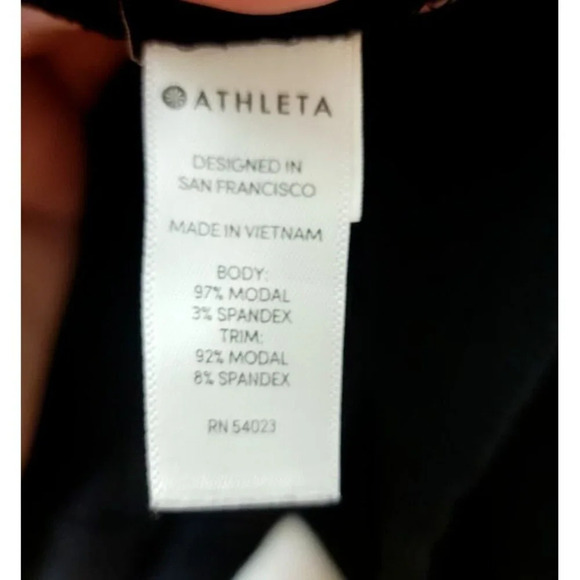 ATHLETA
DESIGNED IN
SAN FRANCISCO
MADE IN VIETNAM
BODY:
97% MODAL
3% SPANDEX
TRIM:
92% MODAL
8% SPANDEX
RN 54023